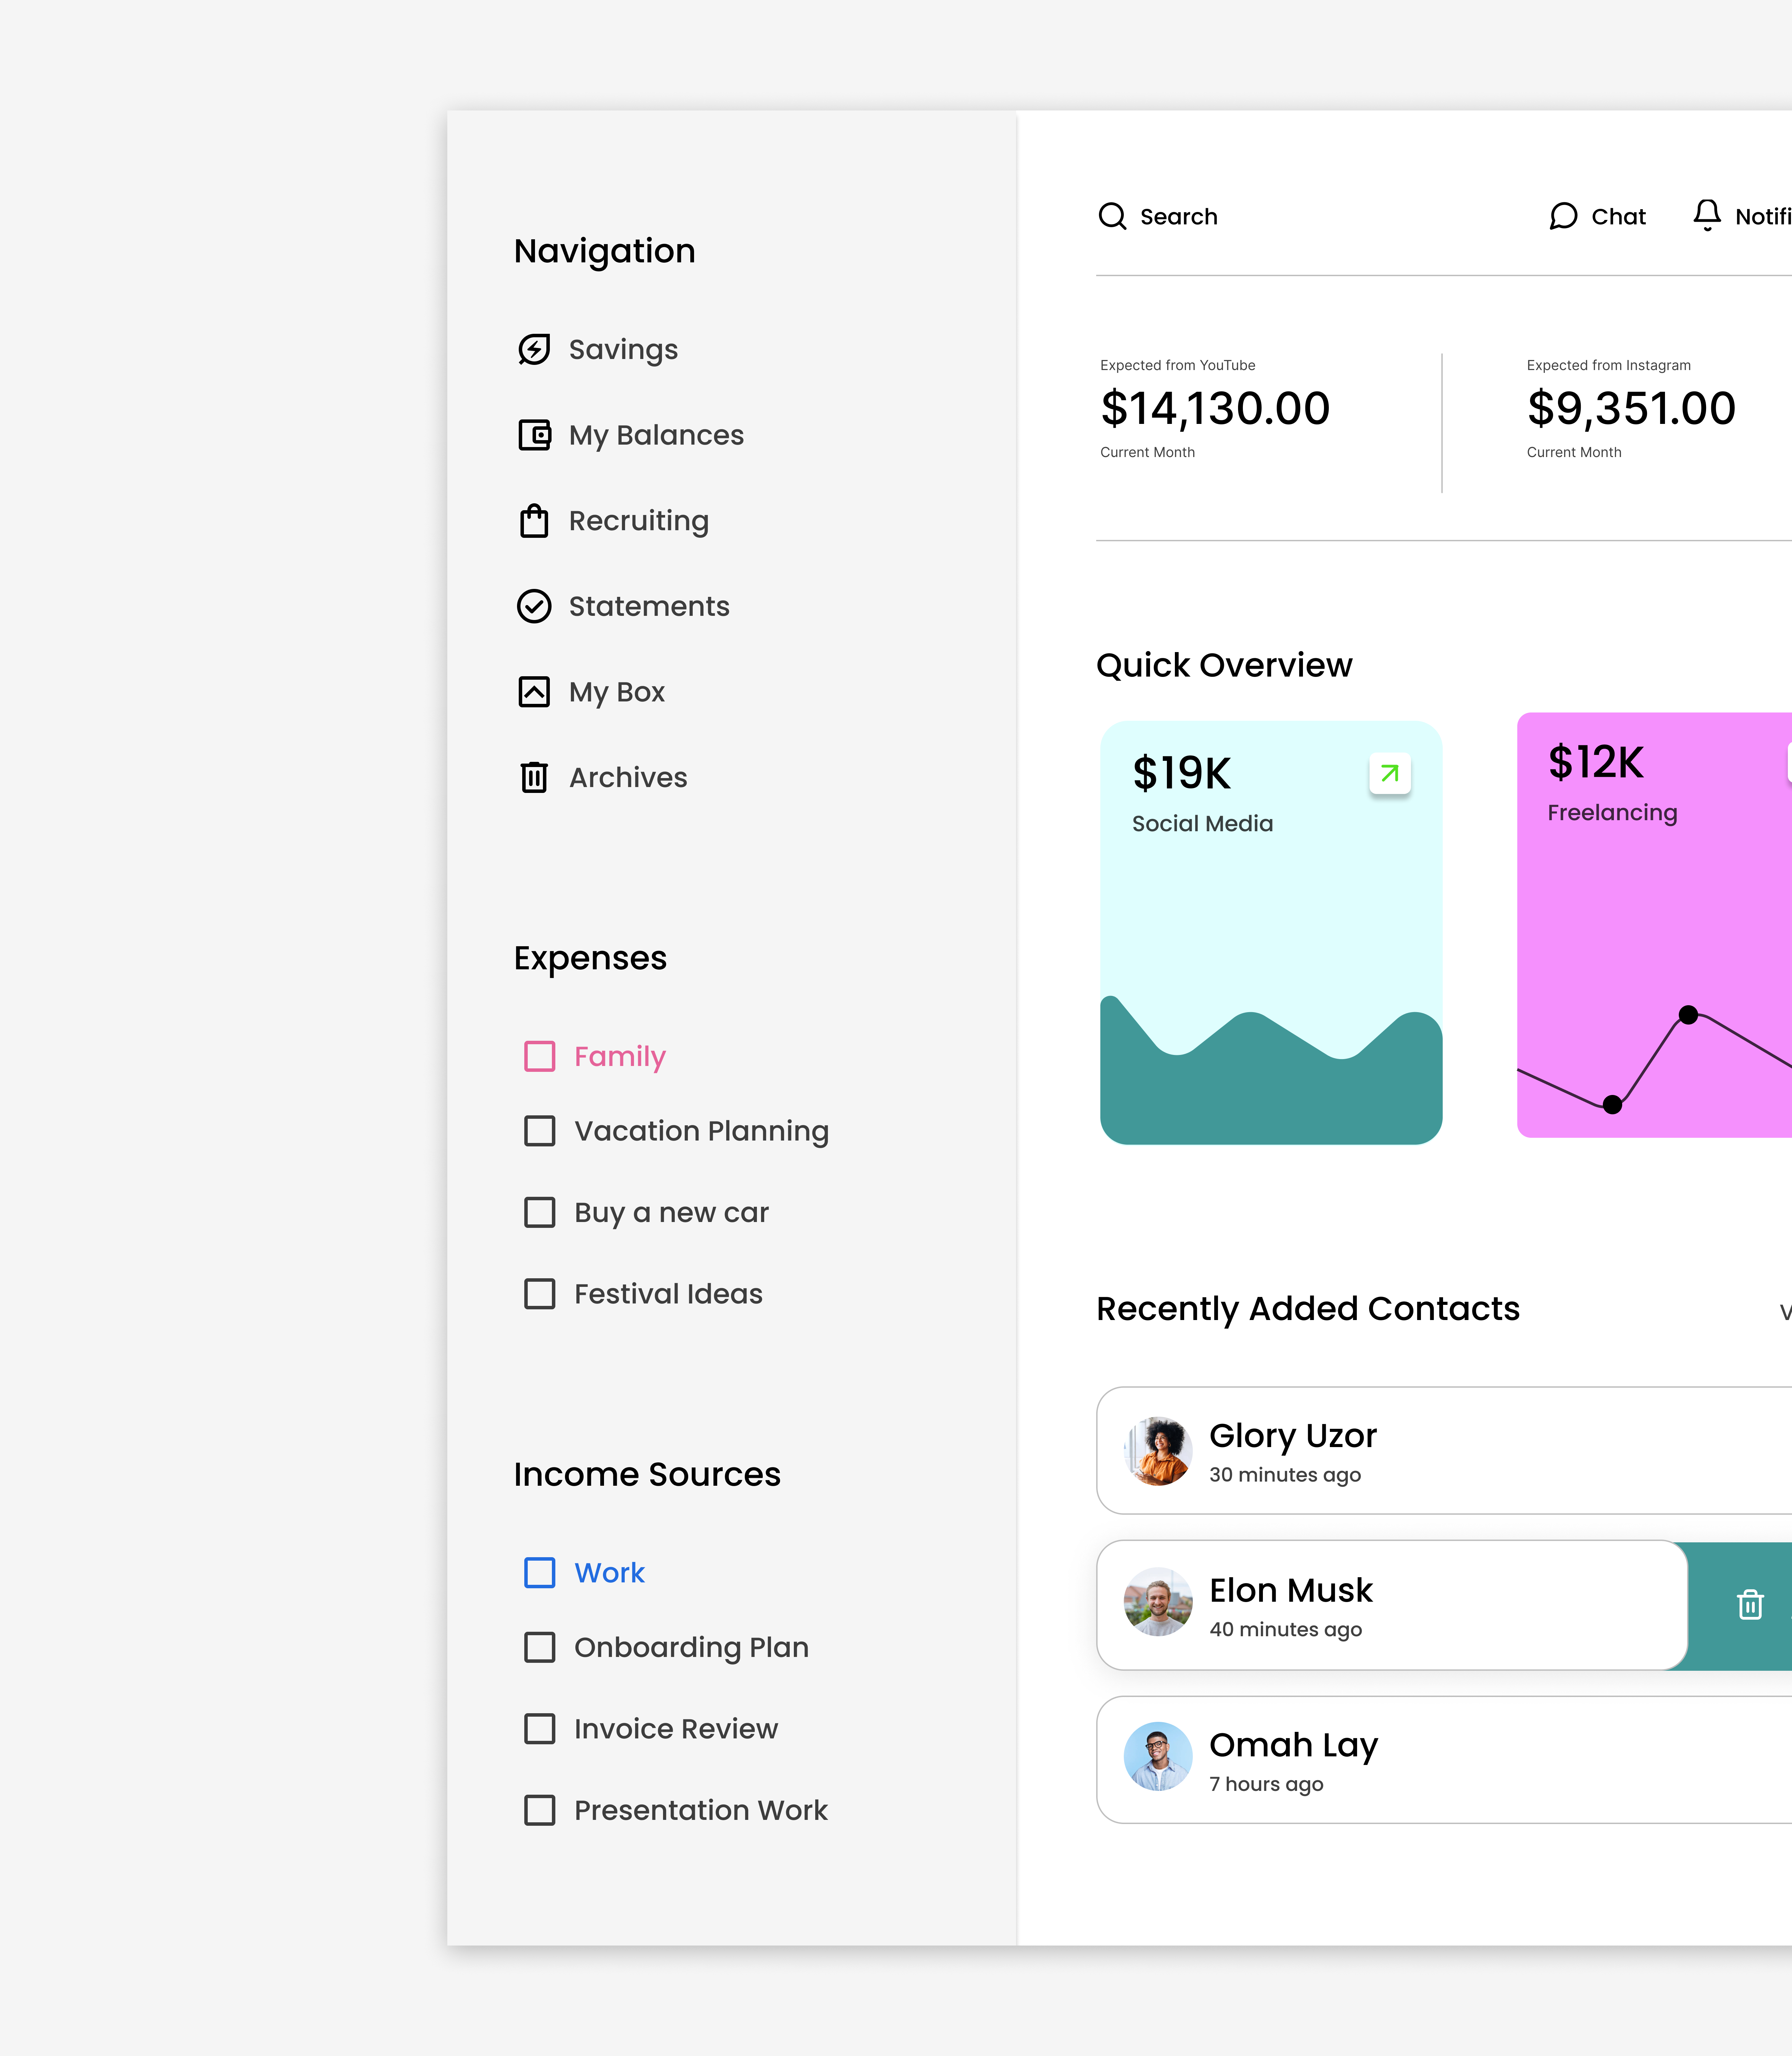 Navigation
Savings
My Balances
Recruiting
Statements
My Box
Archives
Expenses
Family
Vacation Planning
Buy a new car
Festival Ideas
Income Sources
Work
Onboarding Plan
Invoice Review
Presentation Work
Search
Chat
Notifi
Expected from YouTube
$14,130.00
Current Month
Expected from Instagram
$9,351.00
Current Month
Quick Overview
$19K
Social Media
$12K
Freelancing
Recently Added Contacts
Glory Uzor
30 minutes ago
Elon Musk
40 minutes ago
Omah Lay
7 hours ago